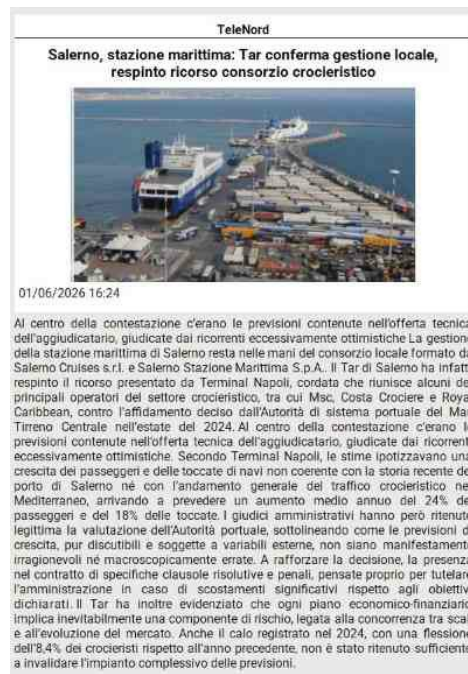 TeleNord
Salerno, stazione marittima: Tar conferma gestione locale,
respinto ricorso consorzio crocieristico
01/06/2026 16:24
Al centro della contestazione c'erano le previsioni contenute nell'offerta tecnica
dell'aggiudicatario, giudicate dai ricorrenti eccessivamente ottimistiche La gestione
della stazione marittima di Salerno resta nelle mani del consorzio locale formato da
Salerno Cruises s.r.l. e Salerno Stazione Marittima S.p.A.. Il Tar di Salerno ha infatti
respinto il ricorso presentato da Terminal Napoli, cordata che riunisce alcuni dei
principali operatori del settore crocieristico, tra cui Msc, Costa Crociere e Royal
Caribbean, contro l'affidamento deciso dall'Autorità di sistema portuale del Mar
Tirreno Centrale nell'estate del 2024. Al centro della contestazione c'erano le
previsioni contenute nell'offerta tecnica dell'aggiudicatario, giudicate dai ricorrenti
eccessivamente ottimistiche. Secondo Terminal Napoli, le stime ipotizzavano una
crescita dei passeggeri e delle toccate di navi non coerente con la storia recente del
porto di Salerno né con l'andamento generale del traffico crocieristico nel
Mediterraneo, arrivando a prevedere un aumento medio annuo del 24% dei
passeggeri e del 18% delle toccate. I giudici amministrativi hanno però ritenuto
legittima la valutazione dell'Autorità portuale, sottolineando come le previsioni di
crescita, pur discutibili e soggette a variabili esterne, non siano manifestamente
irragionevoli né macroscopicamente errate. A rafforzare la decisione, la presenza
nel contratto di specifiche clausole risolutive e penali, pensate proprio per tutelare
l'amministrazione in caso di scostamenti significativi rispetto agli obiettivi
dichiarati. Il Tar ha inoltre evidenziato che ogni piano economico-finanziario
implica inevitabilmente una componente di rischio, legata alla concorrenza tra scali
e all'evoluzione del mercato. Anche il calo registrato nel 2024, con una flessione
dell'8,4% dei crocieristi rispetto all'anno precedente, non è stato ritenuto sufficiente
a invalidare l'impianto complessivo delle previsioni.